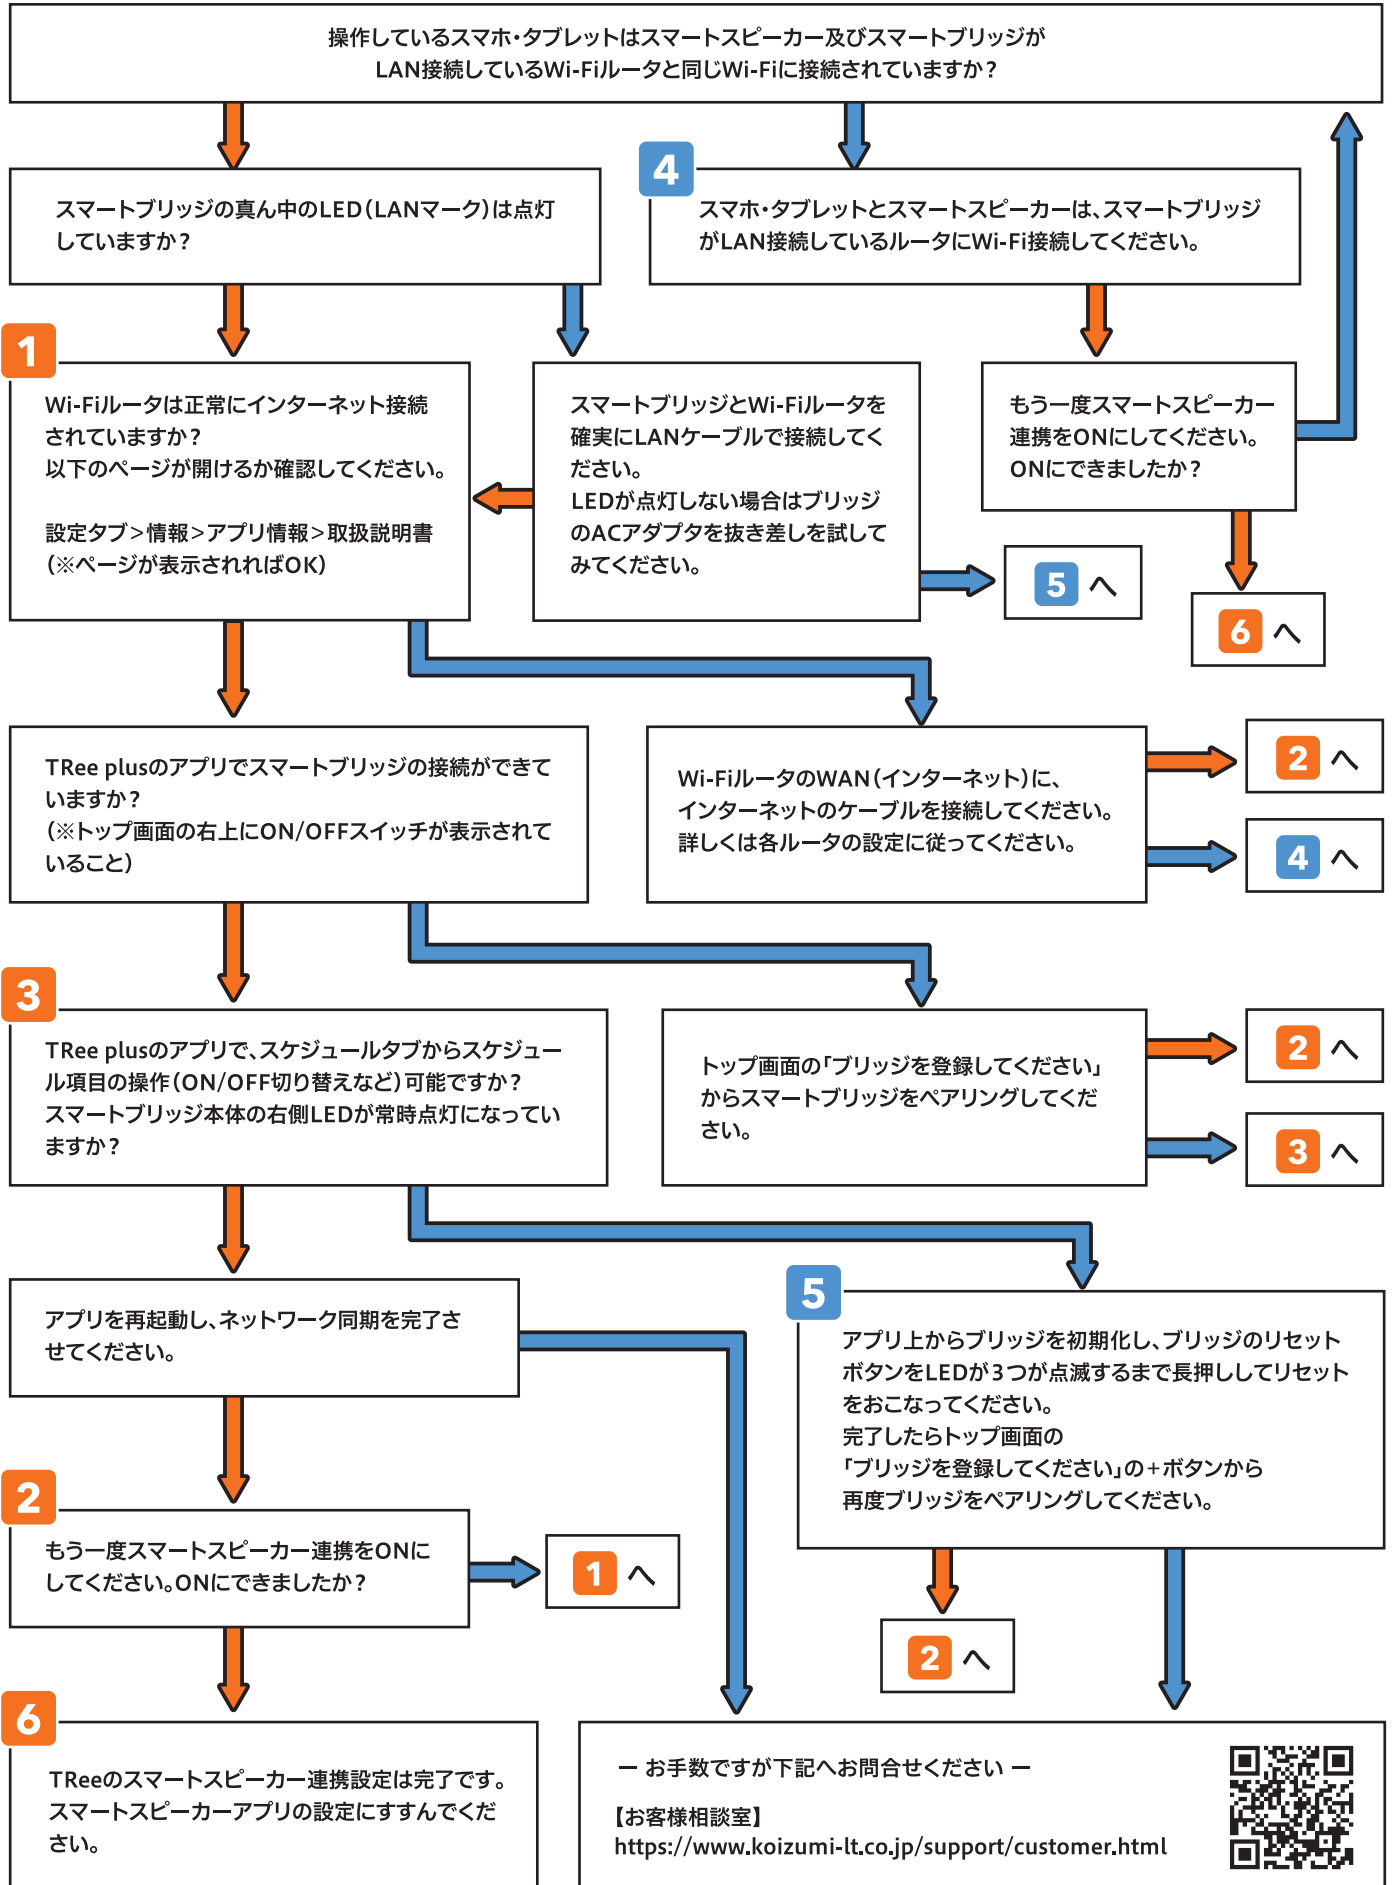 操作しているスマホ・タブレットはスマートスピーカー及びスマートブリッジが
LAN接続しているWi-Fiルータと同じWi-Fiに接続されていますか？
スマートブリッジの真ん中のLED（LANマーク）は点灯
していますか？
4
スマホ・タブレットとスマートスピーカーは、スマートブリッジ
がLAN接続しているルータにWi-Fi接続してください。
1
Wi-Fiルータは正常にインターネット接続
されていますか？
以下のページが開けるか確認してください。
設定タブ＞情報＞アプリ情報＞取扱説明書
（※ページが表示されればOK）
スマートブリッジとWi-Fiルータを
確実にLANケーブルで接続してく
ださい。
LEDが点灯しない場合はブリッジ
のACアダプタを抜き差しを試して
みてください。
もう一度スマートスピーカー
連携をONにしてください。
ONにできましたか？
5 へ
6 へ
TRee plusのアプリでスマートブリッジの接続ができて
いますか？
（※トップ画面の右上にON/OFFスイッチが表示されて
いること）
Wi-FiルータのWAN（インターネット）に、
インターネットのケーブルを接続してください。
詳しくは各ルータの設定に従ってください。
2 へ
4 へ
3
TRee plusのアプリで、スケジュールタブからスケジュー
ル項目の操作（ON/OFF切り替えなど）可能ですか？
スマートブリッジ本体の右側LEDが常時点灯になってい
ますか？
トップ画面の「ブリッジを登録してください」
からスマートブリッジをペアリングしてくだ
さい。
2 へ
3 へ
アプリを再起動し、ネットワーク同期を完了さ
せてください。
5
アプリ上からブリッジを初期化し、ブリッジのリセット
ボタンをLEDが３つが点滅するまで長押ししてリセット
をおこなってください。
完了したらトップ画面の
「ブリッジを登録してください」の＋ボタンから
再度ブリッジをペアリングしてください。
2
もう一度スマートスピーカー連携をONに
してください。ONにできましたか？
1 へ
2 へ
6
TReeのスマートスピーカー連携設定は完了です。
スマートスピーカーアプリの設定にすすんでくだ
さい。
ー お手数ですが下記へお問合せください ー
【お客様相談室】
https://www.koizumi-lt.co.jp/support/customer.html